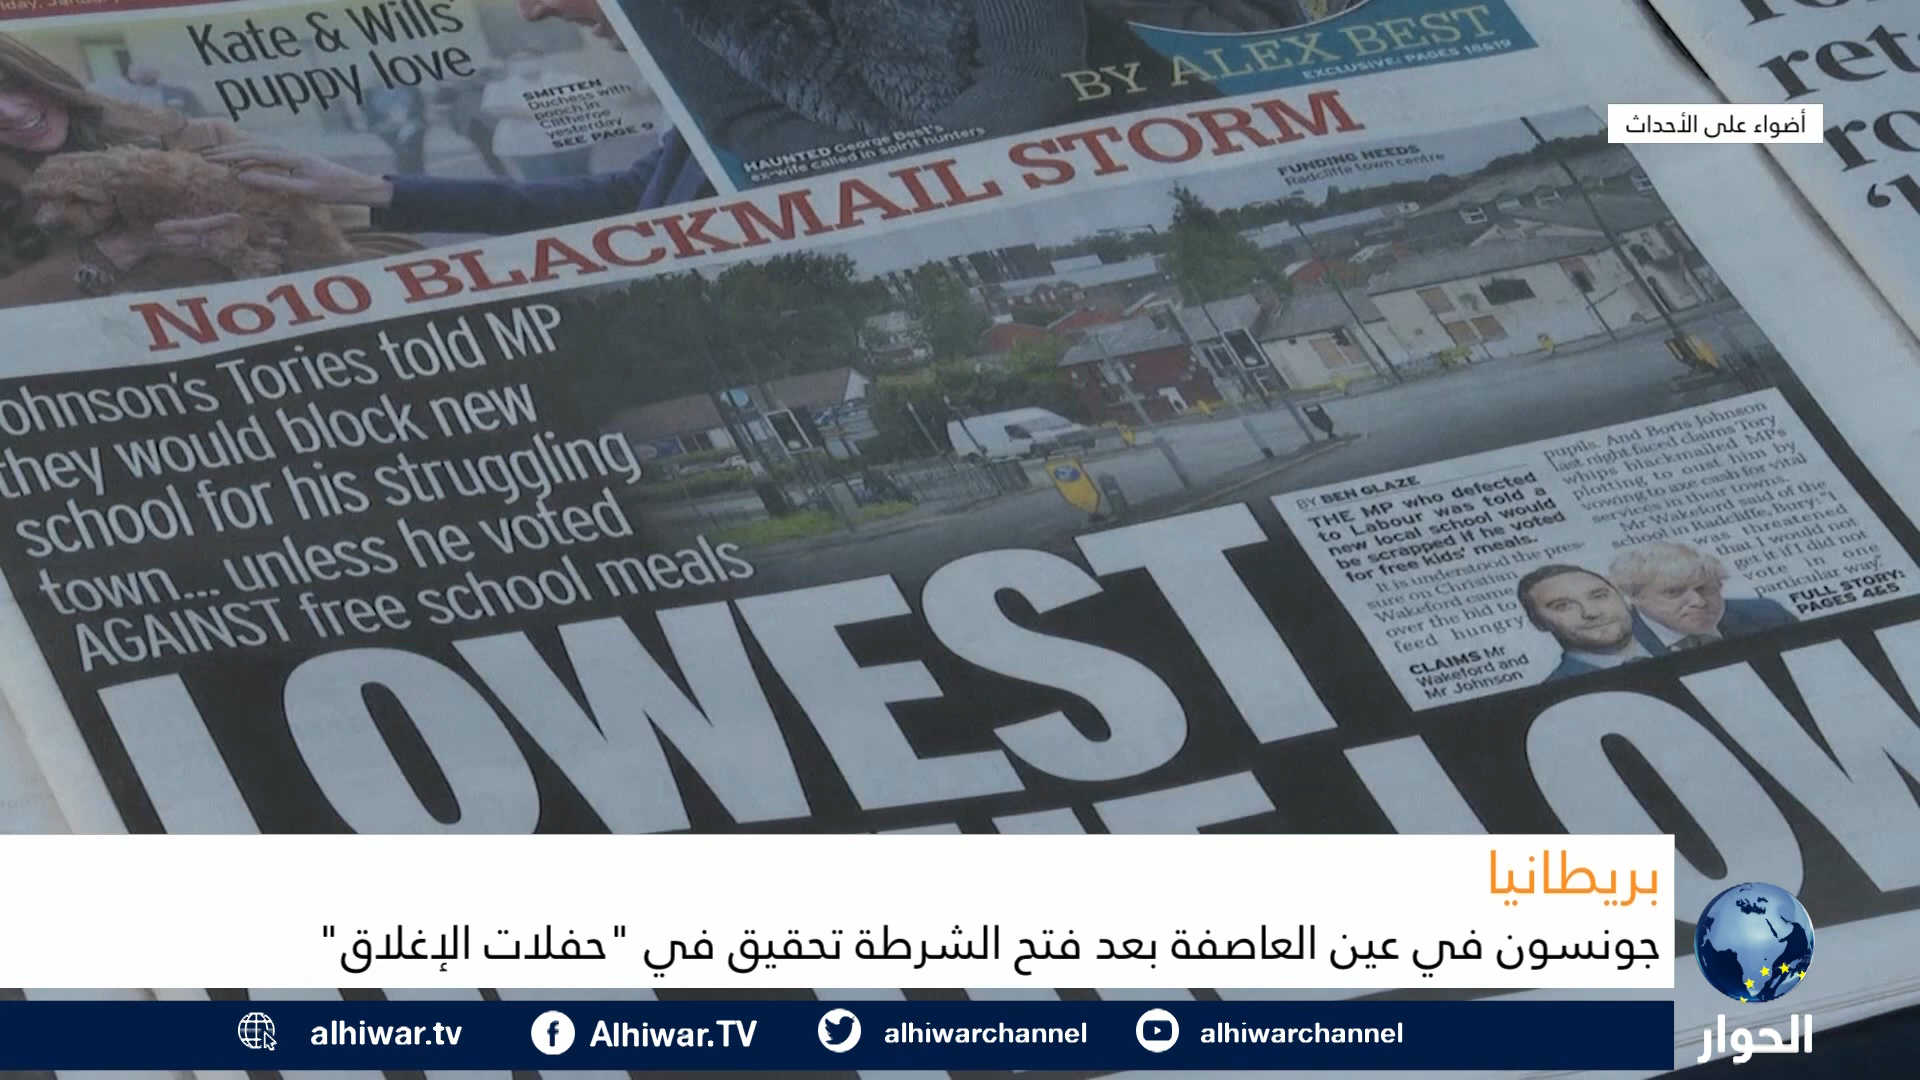 Kate & Wills'
puppy love
SMITTEN
Duchess with
pooch in
Clitheroe
yesterday
SEE PAGE 9
BY ALEX BEST
EXCLUSIVE: PAGES 18&19
HAUNTED George Best's
ex-wife called in spirit hunters
أضواء على الأحداث
No10 BLACKMAIL STORM
FUNDING NEEDS
Radcliffe town centre
ohnson's Tories told MP
they would block new
school for his struggling
town... unless he voted
AGAINST free school meals
BY BEN GLAZE
THE MP who defected
to Labour was told a
new local school would
be scrapped if he voted
for free kids' meals.
It is understood the pres-
sure on Christian
Wakeford came
over the bid to
feed hungry
pupils. And Boris Johnson
last night faced claims Tory
whips blackmailed MPs
plotting to oust him by
vowing to axe cash for vital
services in their towns.
Mr Wakeford said of the
school in Radcliffe, Bury: "I
was threatened
that I would not
get it if I did not
vote in one
particular way."
FULL STORY:
PAGES 4&5
CLAIMS Mr
Wakeford and
Mr Johnson
LOWEST
بريطانيا
جونسون في عين العاصفة بعد فتح الشرطة تحقيق في "حفلات الإغلاق"
alhiwar.tv Alhiwar.TV alhiwarchannel alhiwarchannel
الحوار